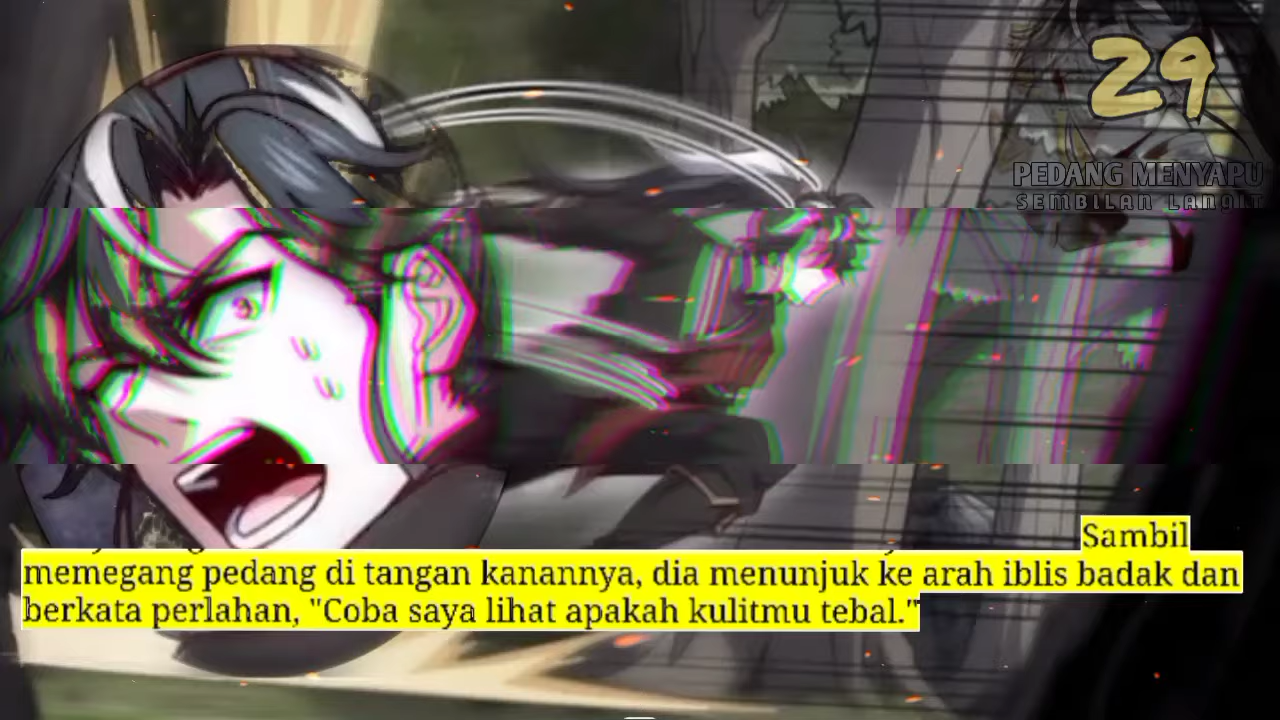 29
PEDANG MENYAPU
SEMBILAN LANGIT
Sambil
memegang pedang di tangan kanannya, dia menunjuk ke arah iblis badak dan
berkata perlahan, "Coba saya lihat apakah kulitmu tebal."